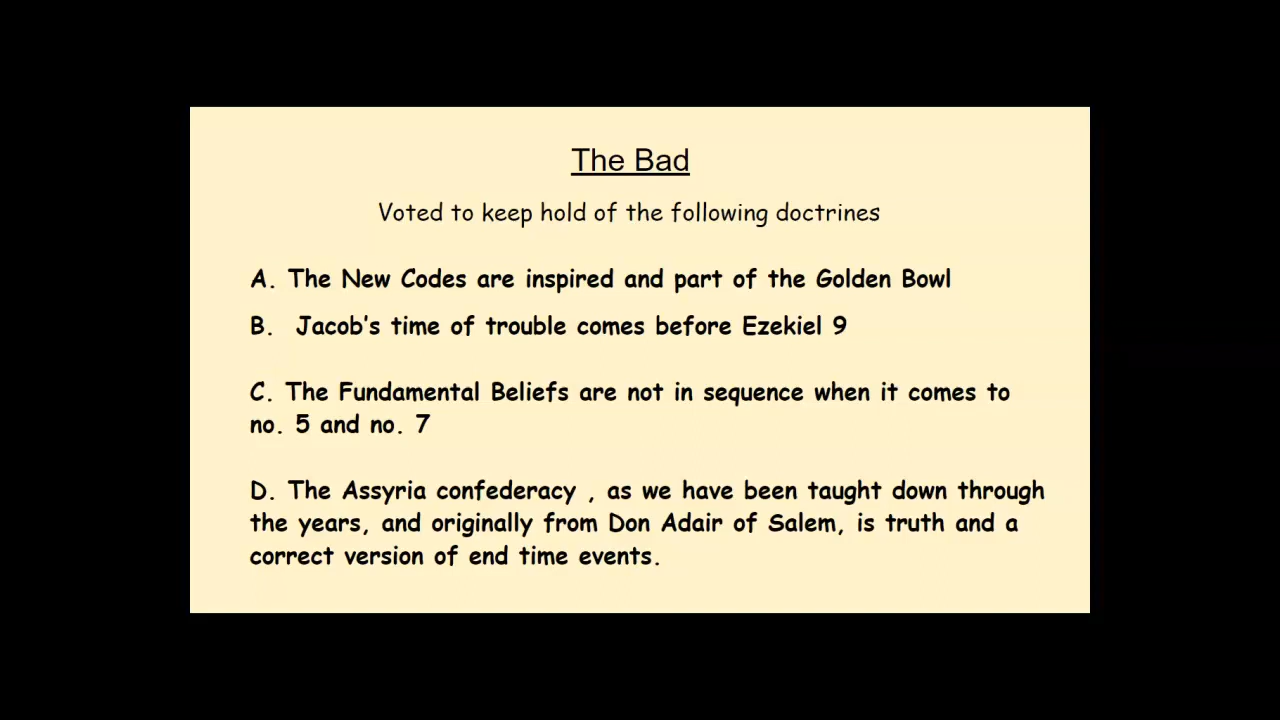 The Bad
Voted to keep hold of the following doctrines
A. The New Codes are inspired and part of the Golden Bowl
B. Jacob's time of trouble comes before Ezekiel 9
C. The Fundamental Beliefs are not in sequence when it comes to
no. 5 and no. 7
D. The Assyria confederacy , as we have been taught down through
the years, and originally from Don Adair of Salem, is truth and a
correct version of end time events.